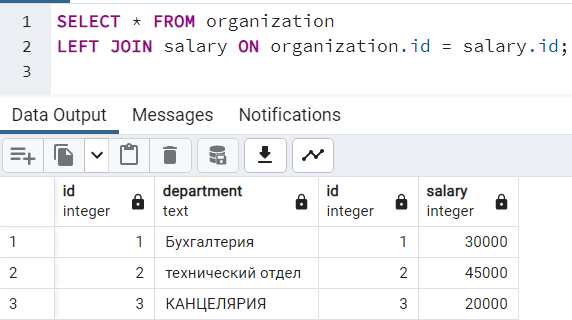 1 SELECT * FROM organization
2 LEFT JOIN salary ON organization.id = salary.id;
3
Data Output Messages Notifications
id department id salary
integer text integer integer
1 1 Бухгалтерия 1 30000
2 2 технический отдел 2 45000
3 3 КАНЦЕЛЯРИЯ 3 20000